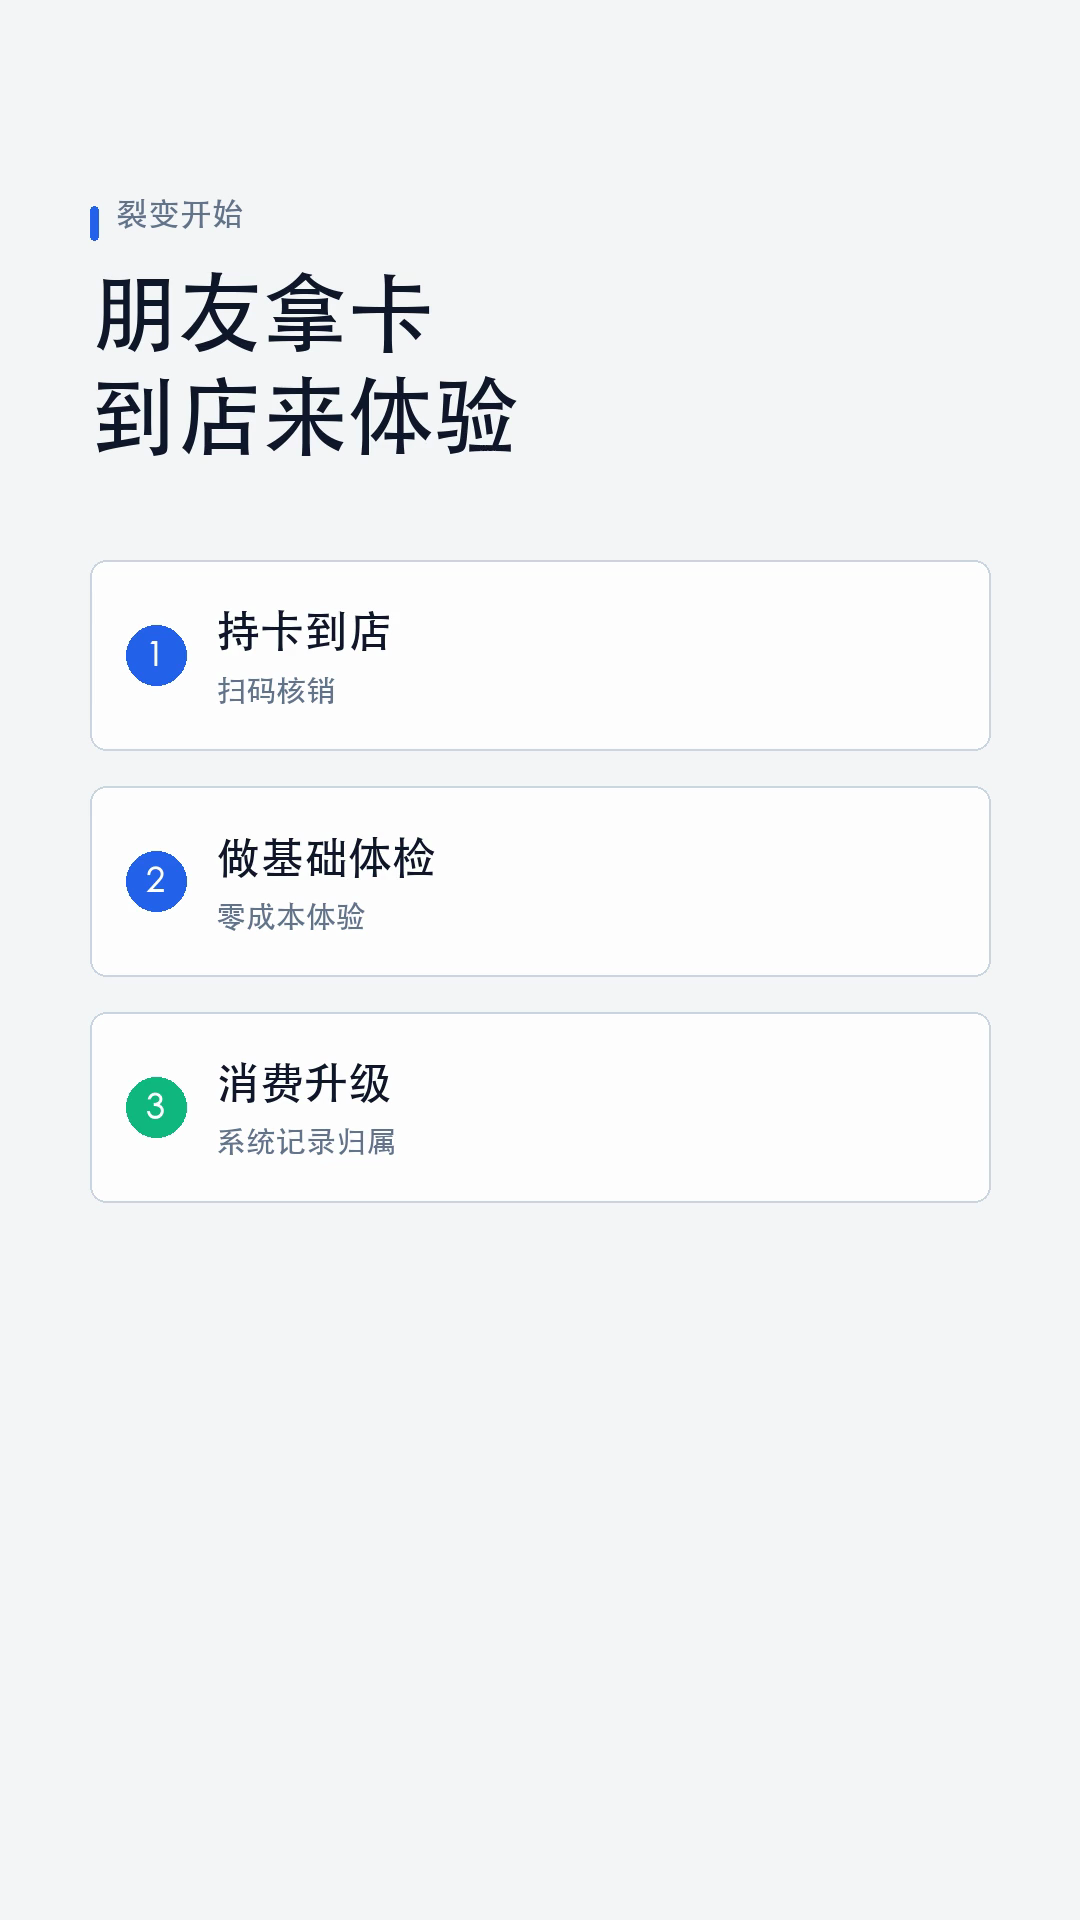 裂变开始
朋友拿卡
到店来体验
1
持卡到店
扫码核销
2
做基础体检
零成本体验
3
消费升级
系统记录归属